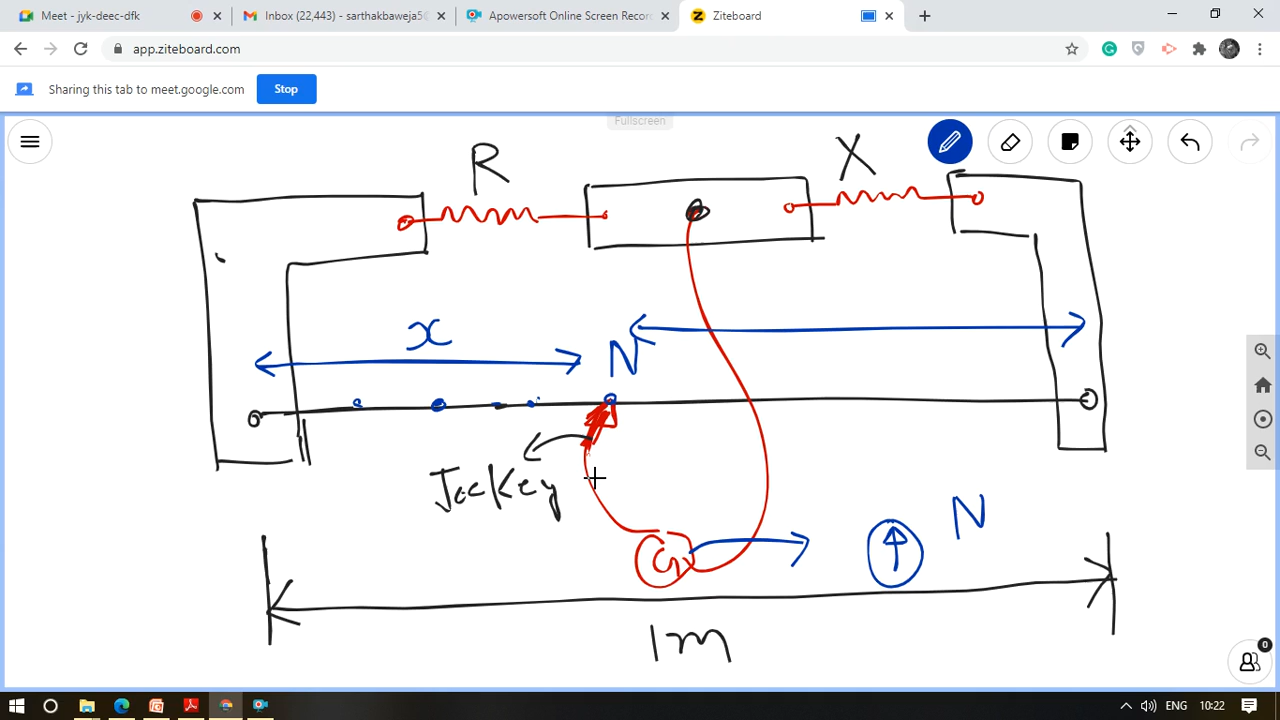 Meet - jyk-deec-dfk
Inbox (22,443) - sarthakbaweja5
Apowersoft Online Screen Recor
Ziteboard
app.ziteboard.com
Sharing this tab to meet.google.com
Stop
Fullscreen
R
X
x
N
Jockey
G
N
1m
0
ENG
10:22